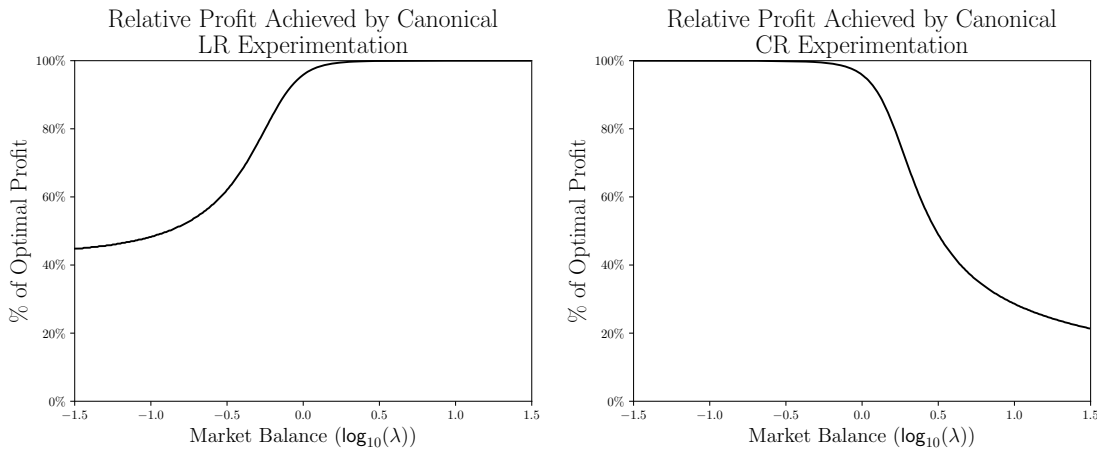 Relative Profit Achieved by Canonical
LR Experimentation
100%
80%
60%
40%
20%
0%
% of Optimal Profit
−1.5 −1.0 −0.5 0.0 0.5 1.0 1.5
Market Balance (log10(λ))
Relative Profit Achieved by Canonical
CR Experimentation
100%
80%
60%
40%
20%
0%
% of Optimal Profit
−1.5 −1.0 −0.5 0.0 0.5 1.0 1.5
Market Balance (log10(λ))